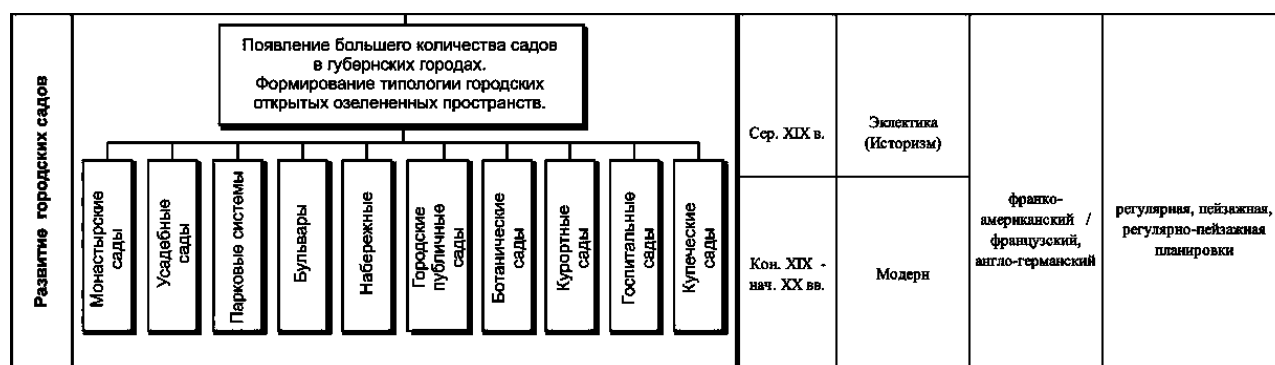 Развитие городских садов
Появление большего количества садов
в губернских городах.
Формирование типологии городских
открытых озелененных пространств.
Монастырские
сады
Усадебные
сады
Парковые системы
Бульвары
Набережные
Городские
публичные
сады
Ботанические
сады
Курортные
сады
Госпитальные
сады
Купеческие
сады
Сер. XIX в.
Эклектика
(Историзм)
Кон. XIX -
нач. XX вв.
Модерн
франко-
американский /
французский,
англо-германский
регулярная, пейзажная,
регулярно-пейзажная
планировки